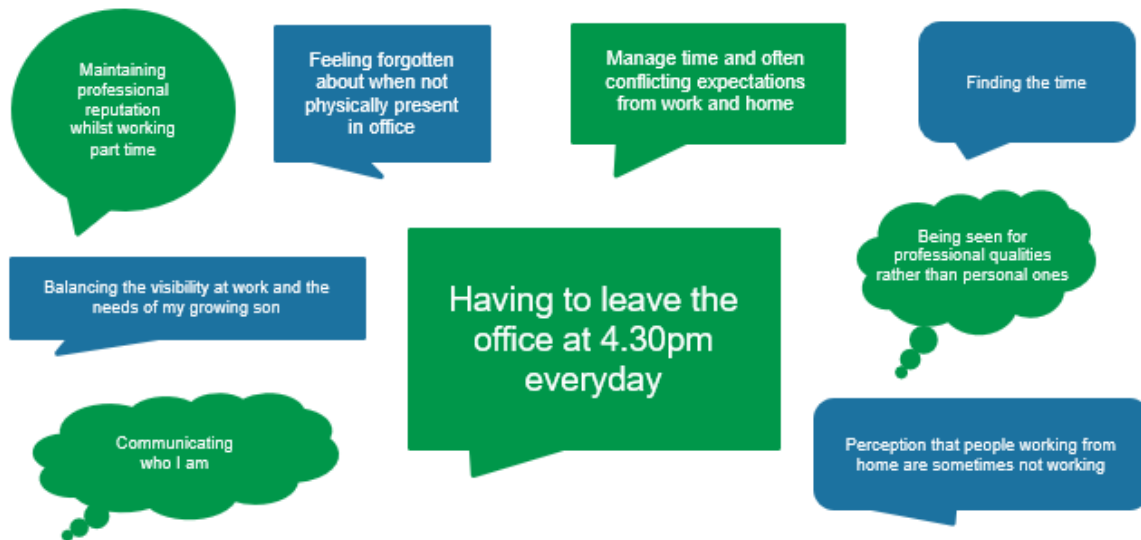 Maintaining
professional
reputation
whilst working
part time
Feeling forgotten
about when not
physically present
in office
Manage time and often
conflicting expectations
from work and home
Finding the time
Balancing the visibility at work and the
needs of my growing son
Having to leave the
office at 4.30pm
everyday
Being seen for
professional qualities
rather than personal ones
Communicating
who I am
Perception that people working from
home are sometimes not working